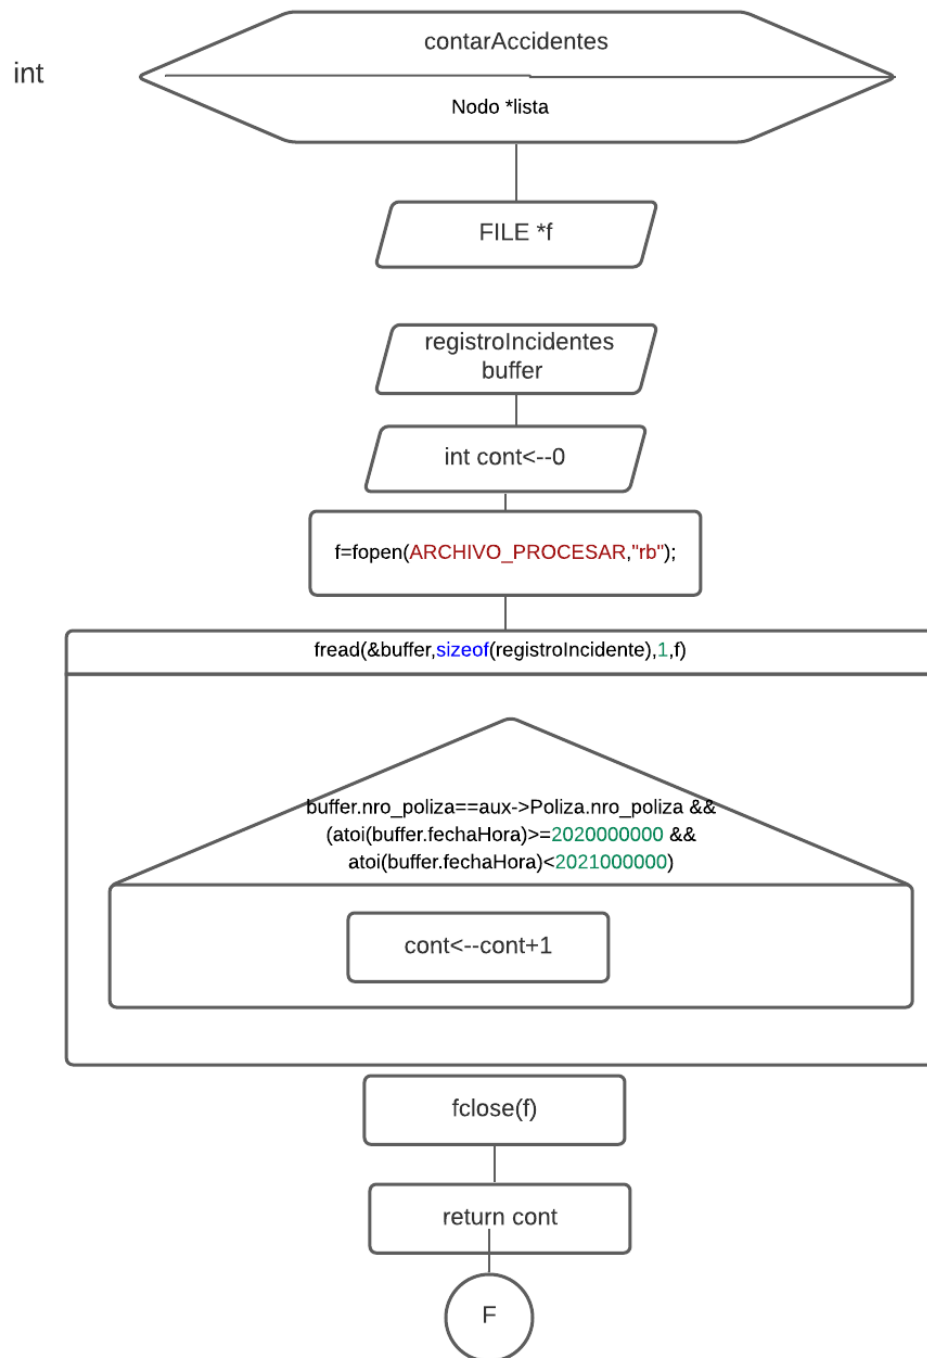 contarAccidentes
int
Nodo *lista
FILE *f
registroIncidentes
buffer
int cont<--0
f=fopen(ARCHIVO_PROCESAR,"rb");
fread(&buffer,sizeof(registroIncidente),1,f)
buffer.nro_poliza==aux->Poliza.nro_poliza &&
(atoi(buffer.fechaHora)>=2020000000 &&
atoi(buffer.fechaHora)<2021000000)
cont<--cont+1
fclose(f)
return cont
F